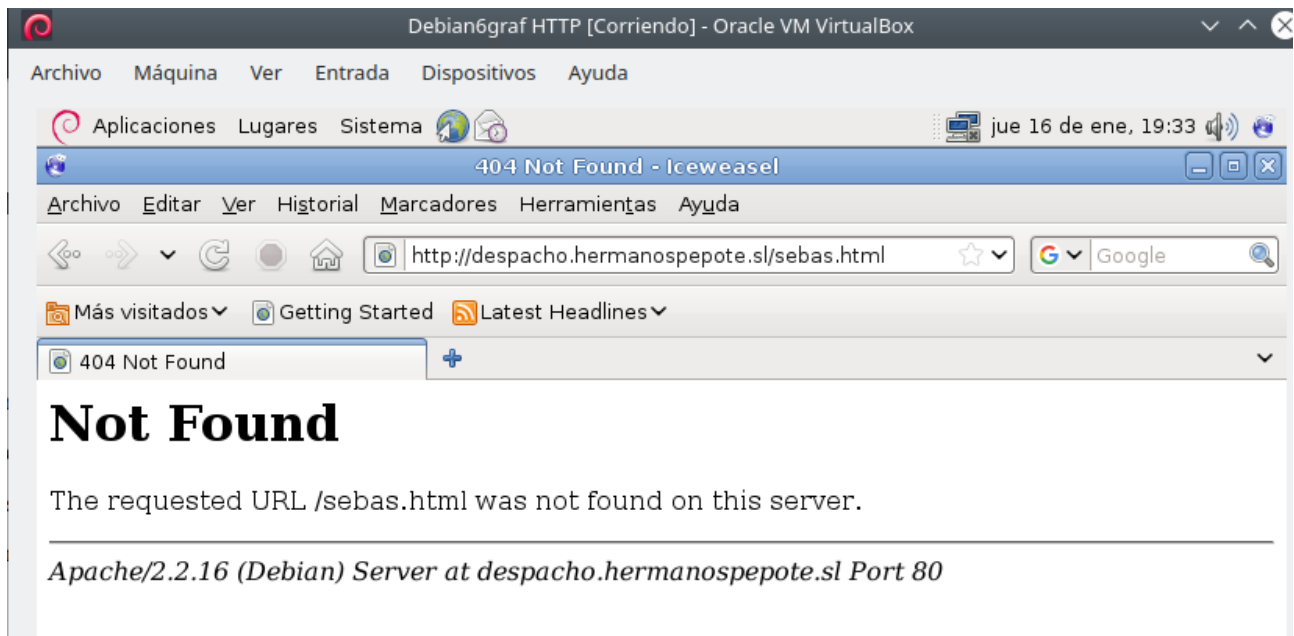 Debian6graf HTTP [Corriendo] - Oracle VM VirtualBox
Archivo Máquina Ver Entrada Dispositivos Ayuda
Aplicaciones Lugares Sistema jue 16 de ene, 19:33
404 Not Found - Iceweasel
Archivo Editar Ver Historial Marcadores Herramientas Ayuda
http://despacho.hermanospepote.sl/sebas.html G Google
Más visitados Getting Started Latest Headlines
404 Not Found
Not Found
The requested URL /sebas.html was not found on this server.
Apache/2.2.16 (Debian) Server at despacho.hermanospepote.sl Port 80